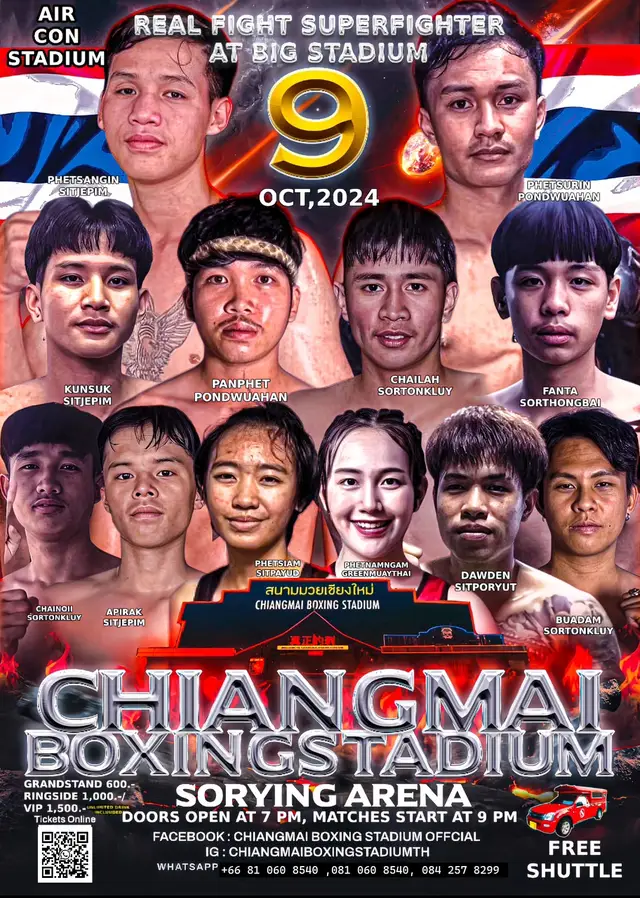 AIR
CON
STADIUM
REAL FIGHT SUPERFIGHTER
AT BIG STADIUM
9
OCT,2024
PHETSANGIN
SITJEPIM.
PHETSURIN
PONDWUAHAN
KUNSUK
SITJEPIM
PANPHET
PONDWUAHAN
CHAILAH
SORTONKLUY
FANTA
SORTHONGBAI
CHAINOII
SORTONKLUY
APIRAK
SITJEPIM
PHETSIAM
SITPAYUD
PHETNAMNGAM
GREENMUAYTHAI
DAWDEN
SITPORYUT
BUADAM
SORTONKLUY
สนามมวยเชียงใหม่
CHIANGMAI BOXING STADIUM
CHIANGMAI
BOXINGSTADIUM
GRANDSTAND 600.-
RINGSIDE 1,000.-/
VIP 1,500.-
UNLIMITED DRINK
INCLUDED
Tickets Online
SORYING ARENA
DOORS OPEN AT 7 PM, MATCHES START AT 9 PM
FACEBOOK : CHIANGMAI BOXING STADIUM OFFCIAL
IG : CHIANGMAIBOXINGSTADIUMTH
WHATSAPP +66 81 060 8540 ,081 060 8540, 084 257 8299
FREE
SHUTTLE